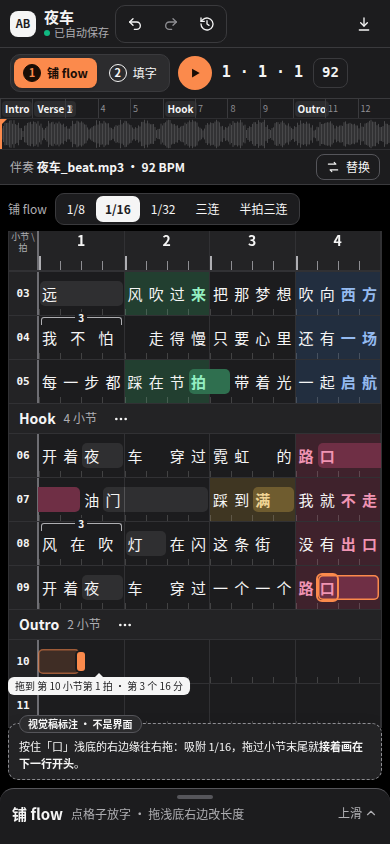 AB 夜车
已自动保存
1 铺 flow 2 填字 1 · 1 · 1 92
Intro Verse 1 4 5 Hook 7 8 9 Outro 11 12
伴奏 夜车_beat.mp3 · 92 BPM 替换
铺 flow 1/8 1/16 1/32 三连 半拍三连
小节\拍 1 2 3 4
03 远 风 吹 过 来 把 那 梦 想 吹 向 西 方
3
04 我 不 怕 走 得 慢 只 要 心 里 还 有 一 场
05 每 一 步 都 踩 在 节 拍 带 着 光 一 起 启 航
Hook 4 小节 ···
06 开 着 夜 车 穿 过 霓 虹 的 路 口
07 油 门 踩 到 满 我 就 不 走
3
08 风 在 吹 灯 在 闪 这 条 街 没 有 出 口
09 开 着 夜 车 穿 过 一 个 一 个 路 口
Outro 2 小节 ···
10
拖到 第 10 小节第 1 拍 · 第 3 个 16 分
11
视觉稿标注 · 不是界面
按住「口」浅底的右边缘往右拖：吸附 1/16，拖过小节末尾就接着画在
下一行开头。
铺 flow 点格子放字 · 拖浅底右边改长度 上滑